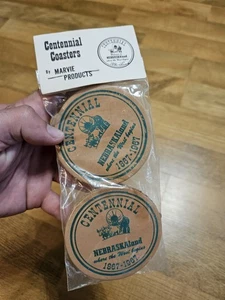 Centennial
Coasters
By MARVIE
PRODUCTS
CENTENNIAL
CENTENNIAL
NEBRASKAland
where the West begins
1867-1967
CENTENNIAL
NEBRASKAland
where the West begins
1867-1967